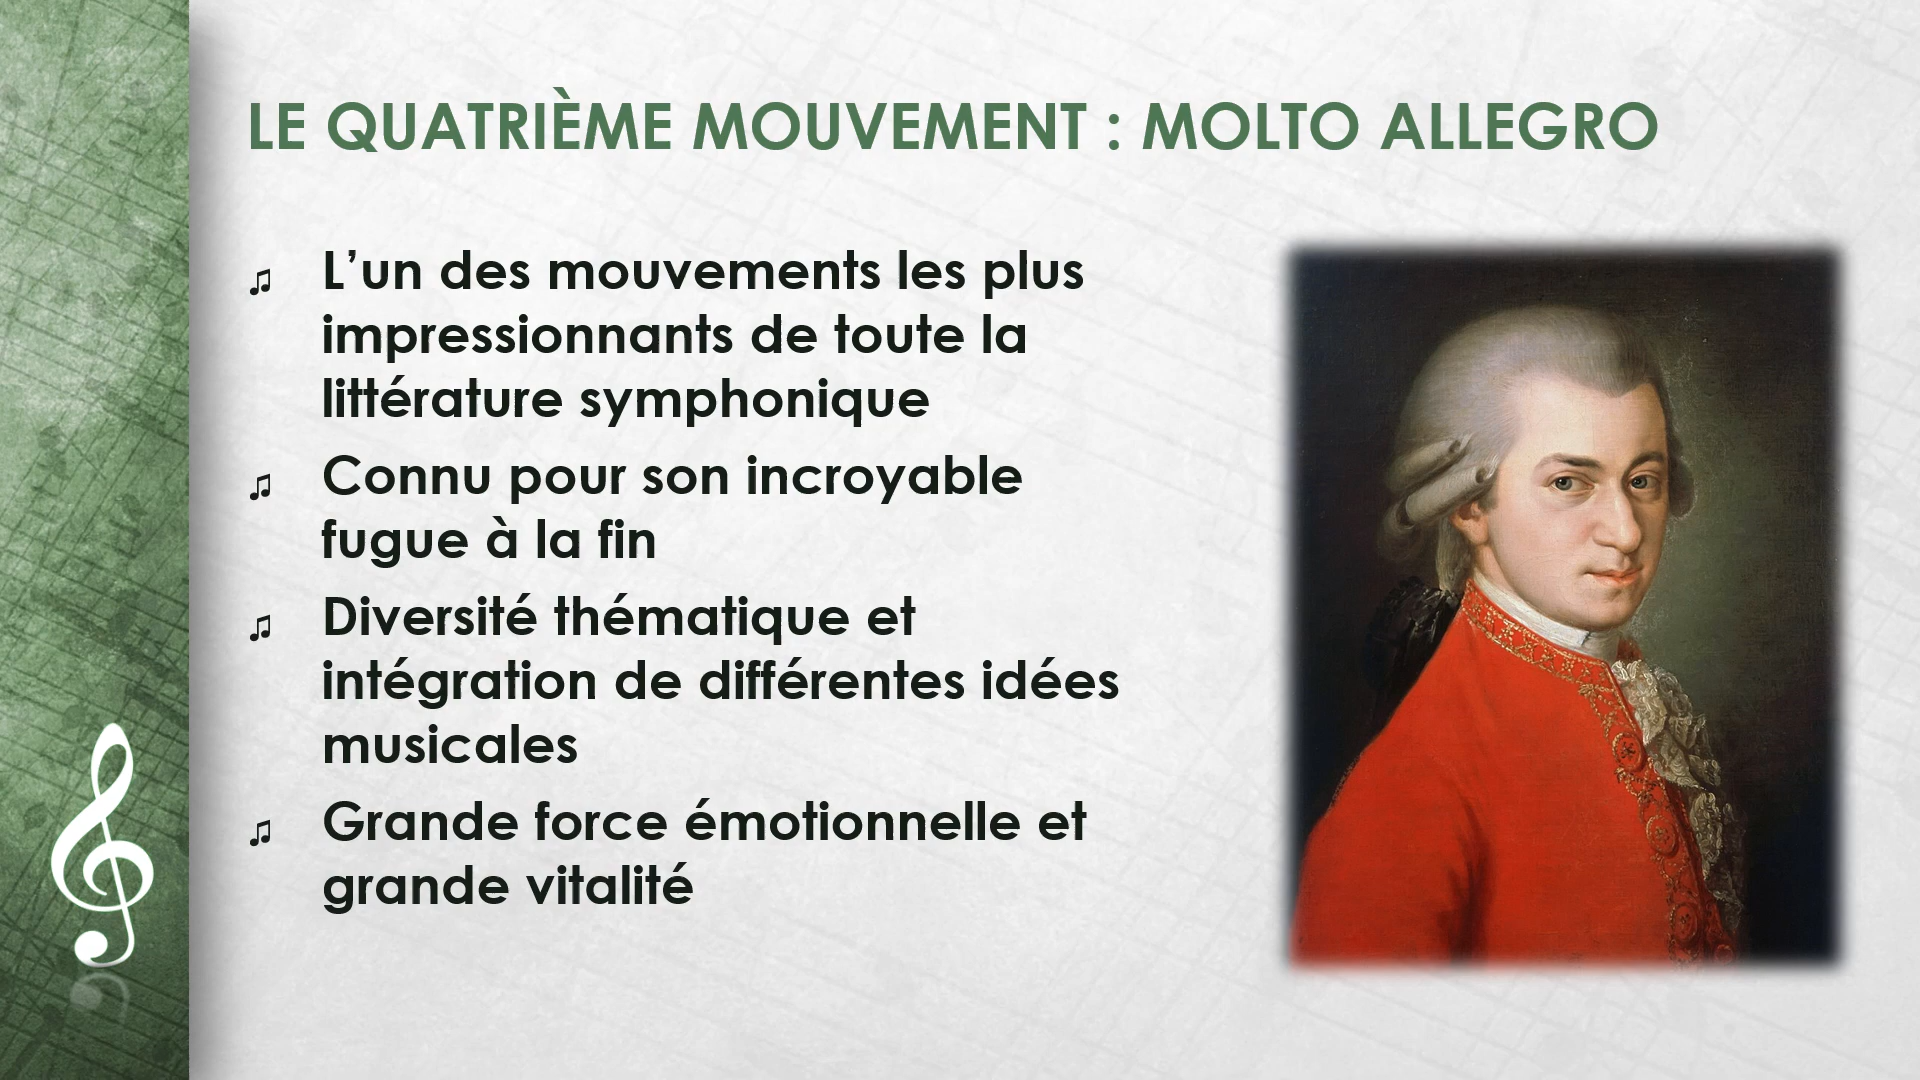 LE QUATRIÈME MOUVEMENT : MOLTO ALLEGRO
♫ L’un des mouvements les plus
impressionnants de toute la
littérature symphonique
♫ Connu pour son incroyable
fugue à la fin
♫ Diversité thématique et
intégration de différentes idées
musicales
♫ Grande force émotionnelle et
grande vitalité